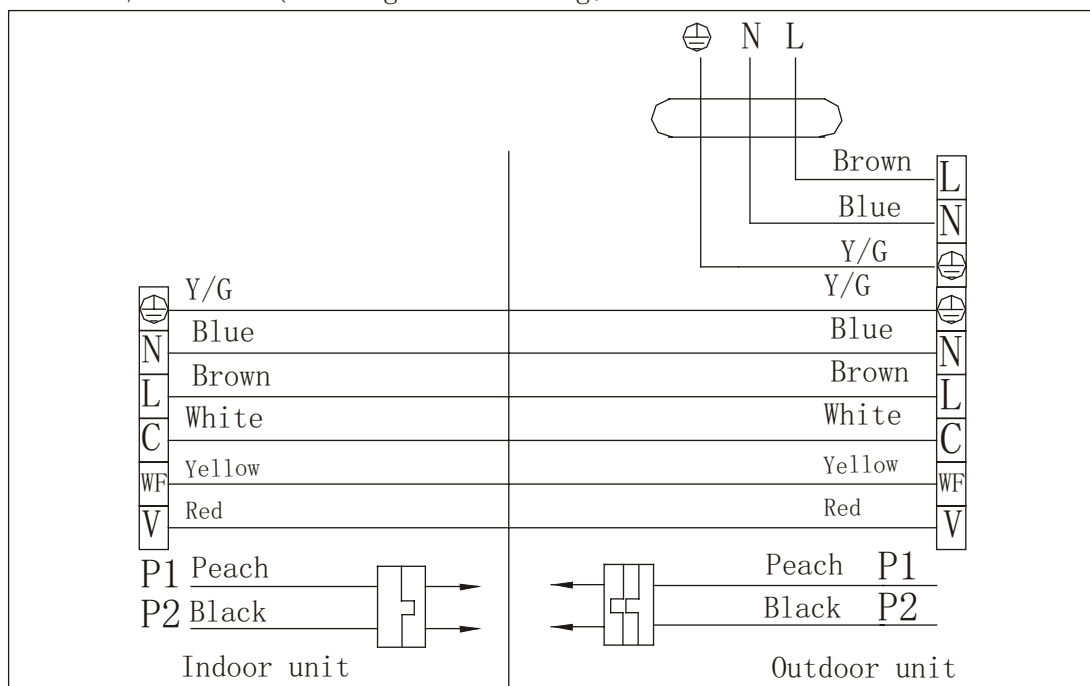 N L
Brown L
Blue N
Y/G
Y/G Y/G
Blue Blue
N N
Brown Brown
L L
White White
C C
Yellow Yellow
WF WF
Red Red
V V
P1 Peach Peach P1
P2 Black Black P2
Indoor unit Outdoor unit